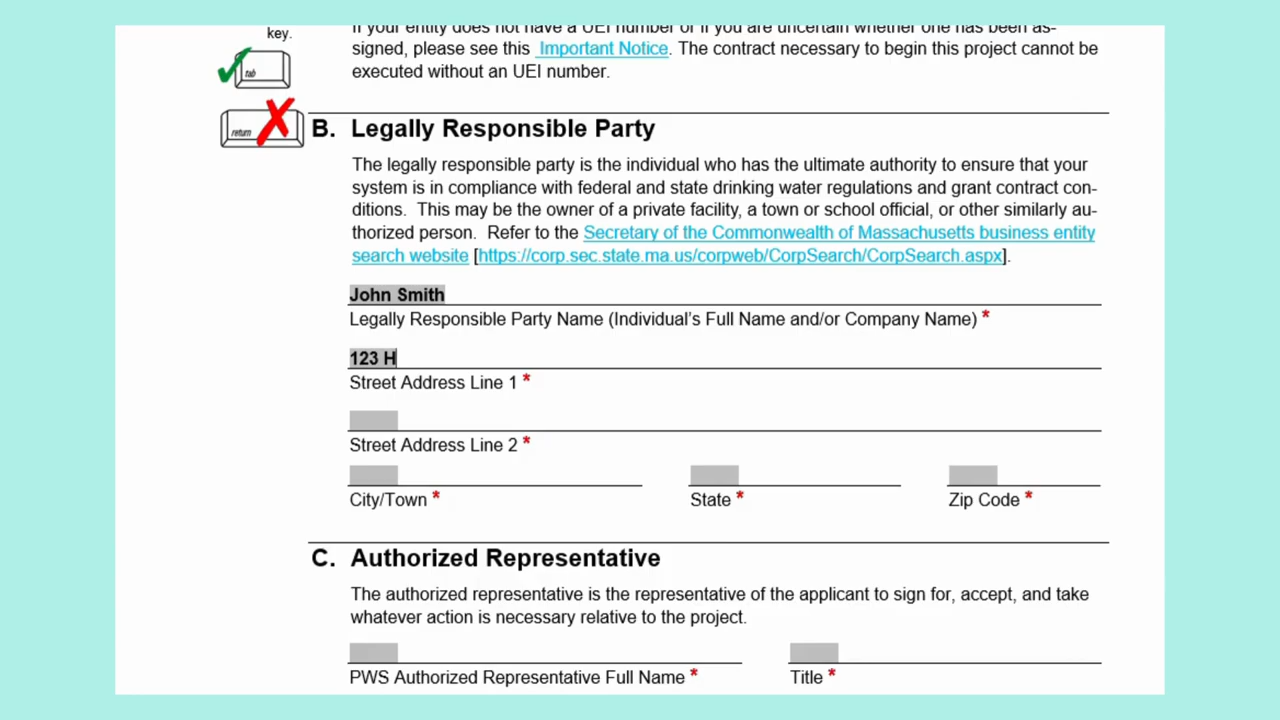 key.
If your entity does not have a UEI number or if you are uncertain whether one has been as-
signed, please see this Important Notice. The contract necessary to begin this project cannot be
executed without an UEI number.
tab
return
B. Legally Responsible Party
The legally responsible party is the individual who has the ultimate authority to ensure that your
system is in compliance with federal and state drinking water regulations and grant contract con-
ditions. This may be the owner of a private facility, a town or school official, or other similarly au-
thorized person. Refer to the Secretary of the Commonwealth of Massachusetts business entity
search website [https://corp.sec.state.ma.us/corpweb/CorpSearch/CorpSearch.aspx].
John Smith
Legally Responsible Party Name (Individual's Full Name and/or Company Name) *
123 H
Street Address Line 1 *
Street Address Line 2 *
City/Town * State * Zip Code *
C. Authorized Representative
The authorized representative is the representative of the applicant to sign for, accept, and take
whatever action is necessary relative to the project.
PWS Authorized Representative Full Name * Title *